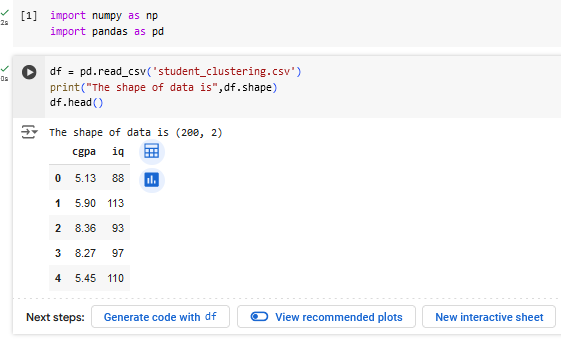 [1] import numpy as np
2s
import pandas as pd
0s
df = pd.read_csv('student_clustering.csv')
print("The shape of data is",df.shape)
df.head()
The shape of data is (200, 2)
cgpa iq
0 5.13 88
1 5.90 113
2 8.36 93
3 8.27 97
4 5.45 110
Next steps: Generate code with df View recommended plots New interactive sheet